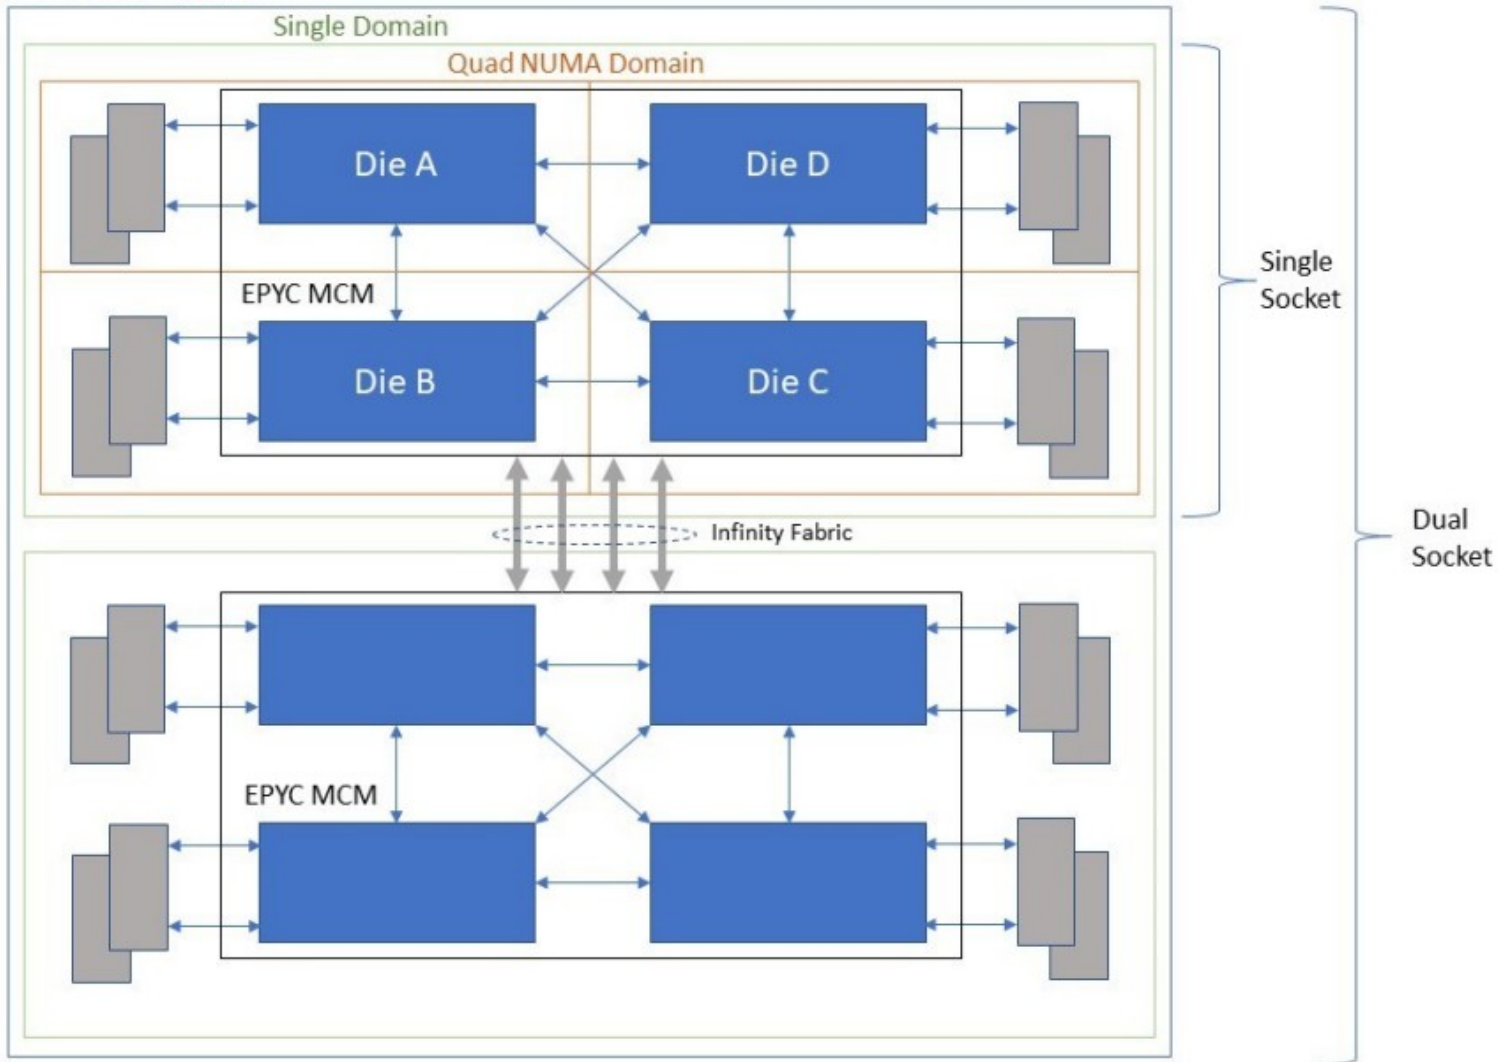 Single Domain
Quad NUMA Domain
Die A
Die D
EPYC MCM
Die B
Die C
Single
Socket
Infinity Fabric
Dual
Socket
EPYC MCM